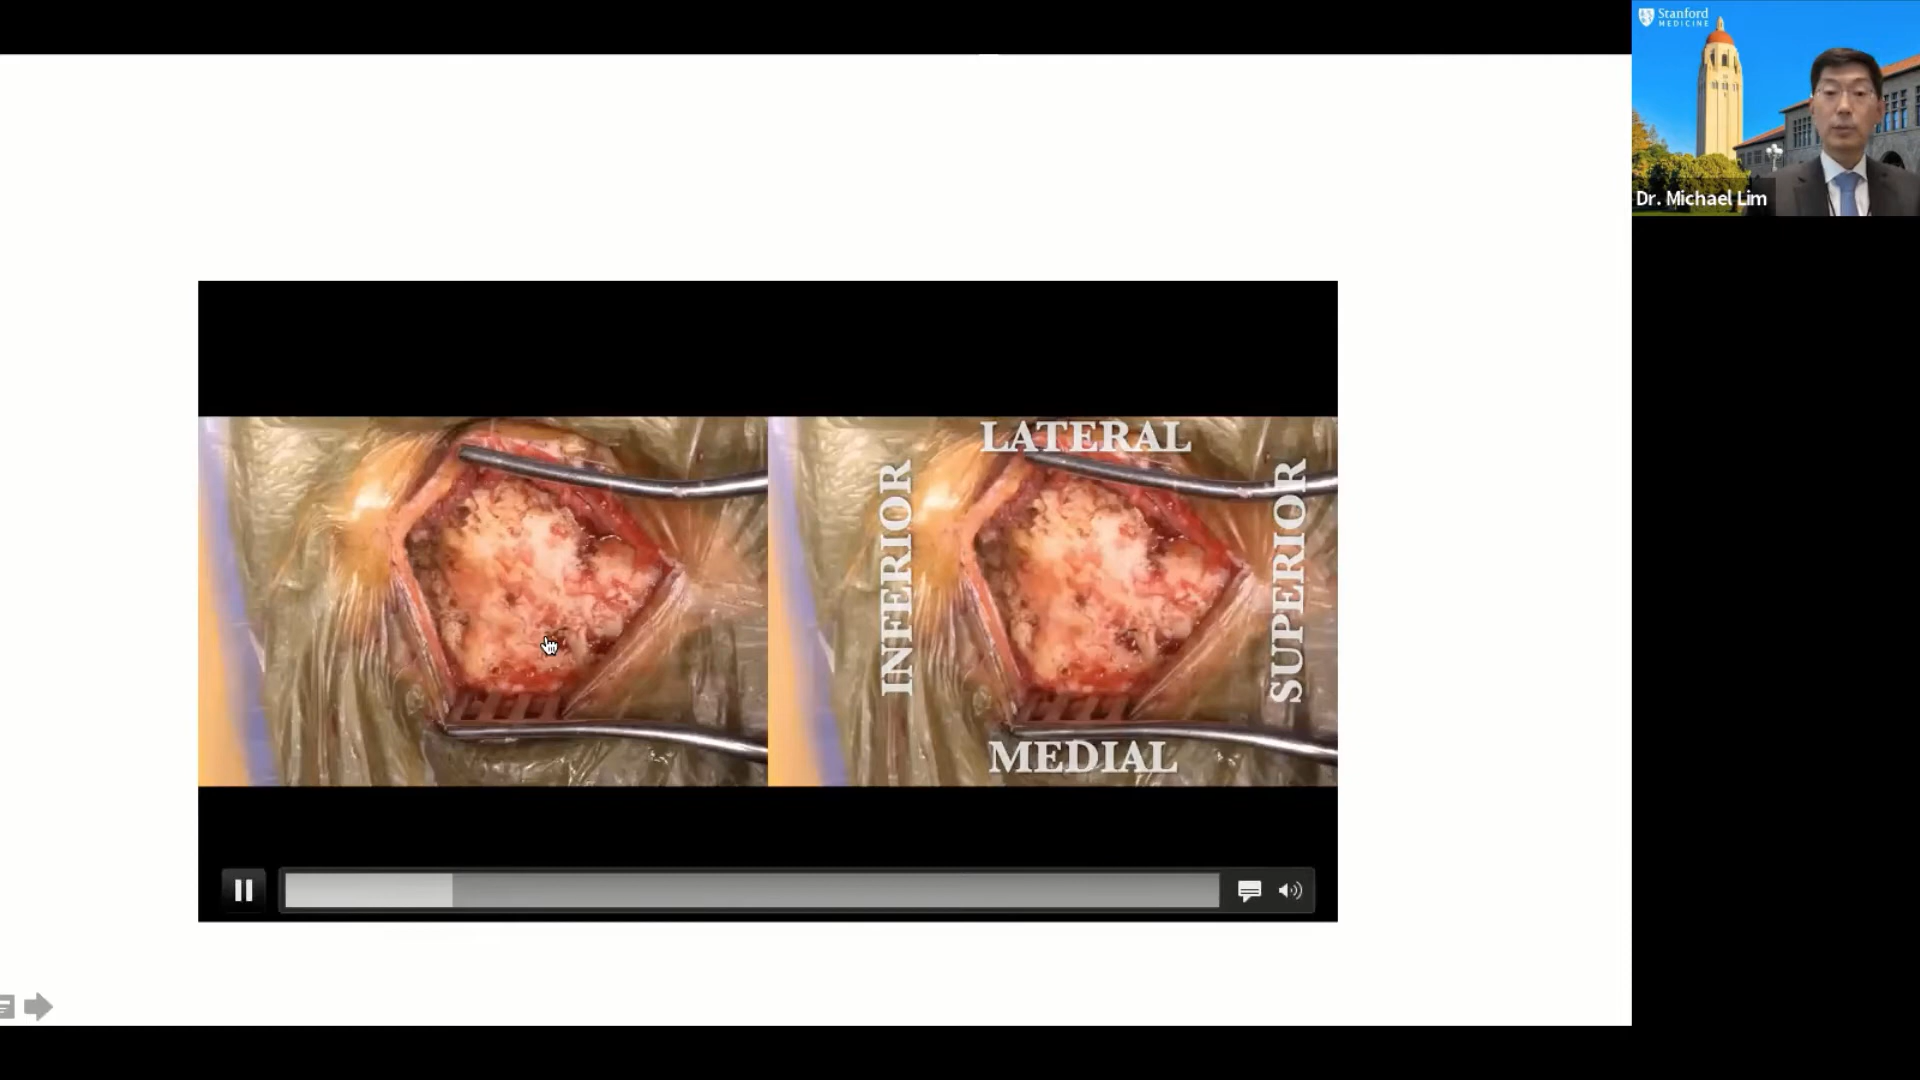 Stanford
MEDICINE
Dr. Michael Lim
LATERAL
INFERIOR
SUPERIOR
MEDIAL